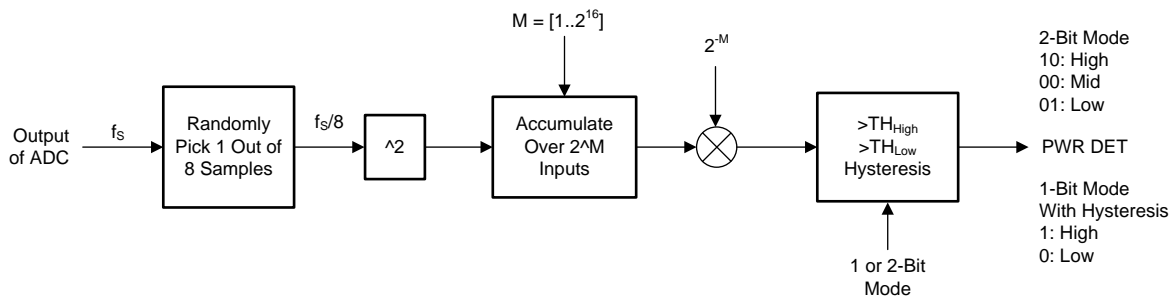 M = [1..2^16]
2^-M
2-Bit Mode
10: High
00: Mid
01: Low
Output
of ADC
fS
Randomly
Pick 1 Out of
8 Samples
fS/8
^2
Accumulate
Over 2^M
Inputs
>THHigh
>THLow
Hysteresis
PWR DET
1-Bit Mode
With Hysteresis
1: High
0: Low
1 or 2-Bit
Mode